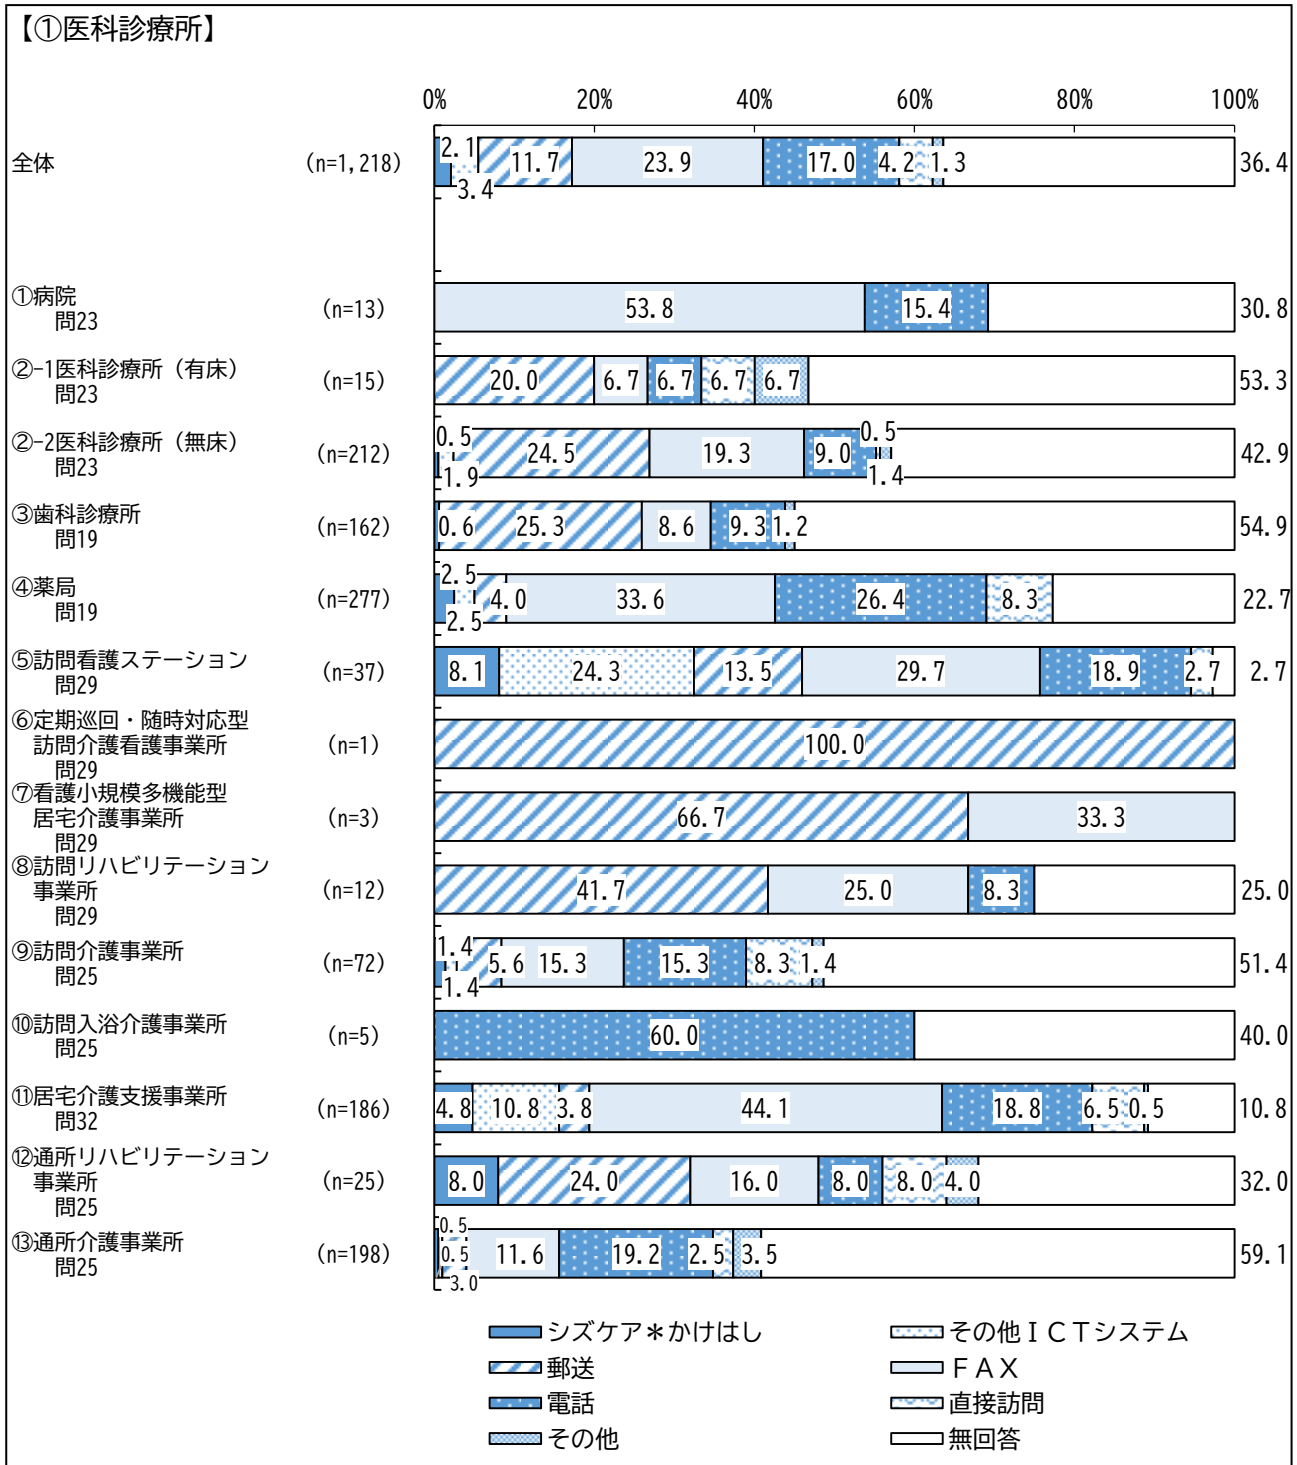 【①医科診療所】
0% 20% 40% 60% 80% 100%
全体 (n=1,218) 2.1 3.4 11.7 23.9 17.0 4.2 1.3 36.4
①病院
問23 (n=13) 53.8 15.4 30.8
②-1医科診療所（有床）
問23 (n=15) 20.0 6.7 6.7 6.7 6.7 53.3
②-2医科診療所（無床）
問23 (n=212) 0.5 1.9 24.5 19.3 9.0 0.5 1.4 42.9
③歯科診療所
問19 (n=162) 0.6 25.3 8.6 9.3 1.2 54.9
④薬局
問19 (n=277) 2.5 2.5 4.0 33.6 26.4 8.3 22.7
⑤訪問看護ステーション
問29 (n=37) 8.1 24.3 13.5 29.7 18.9 2.7 2.7
⑥定期巡回・随時対応型
訪問介護看護事業所 (n=1) 100.0
問29
⑦看護小規模多機能型
居宅介護事業所 (n=3) 66.7 33.3
問29
⑧訪問リハビリテーション
事業所 (n=12) 41.7 25.0 8.3 25.0
問29
⑨訪問介護事業所
問25 (n=72) 1.4 1.4 5.6 15.3 15.3 8.3 1.4 51.4
⑩訪問入浴介護事業所
問25 (n=5) 60.0 40.0
⑪居宅介護支援事業所
問32 (n=186) 4.8 10.8 3.8 44.1 18.8 6.5 0.5 10.8
⑫通所リハビリテーション
事業所 (n=25) 8.0 24.0 16.0 8.0 8.0 4.0 32.0
問25
⑬通所介護事業所
問25 (n=198) 0.5 0.5 3.0 11.6 19.2 2.5 3.5 59.1
シズケア＊かけはし その他ＩＣＴシステム
郵送 ＦＡＸ
電話 直接訪問
その他 無回答